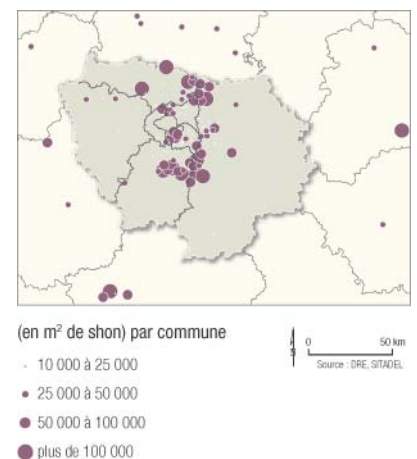 (en m² de shon) par commune
10 000 à 25 000
25 000 à 50 000
50 000 à 100 000
plus de 100 000
0 50 km
Source : DRE, SITADEL